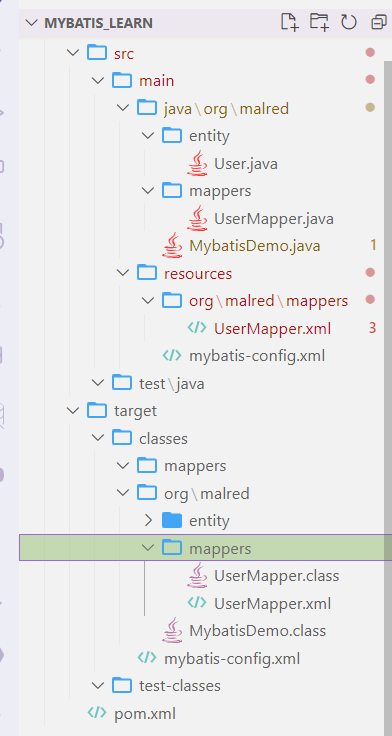 MYBATIS_LEARN
src
main
java\org\malred
entity
User.java
mappers
UserMapper.java
MybatisDemo.java 1
resources
org\malred\mappers
UserMapper.xml 3
mybatis-config.xml
test\java
target
classes
mappers
org\malred
entity
mappers
UserMapper.class
UserMapper.xml
MybatisDemo.class
mybatis-config.xml
test-classes
pom.xml